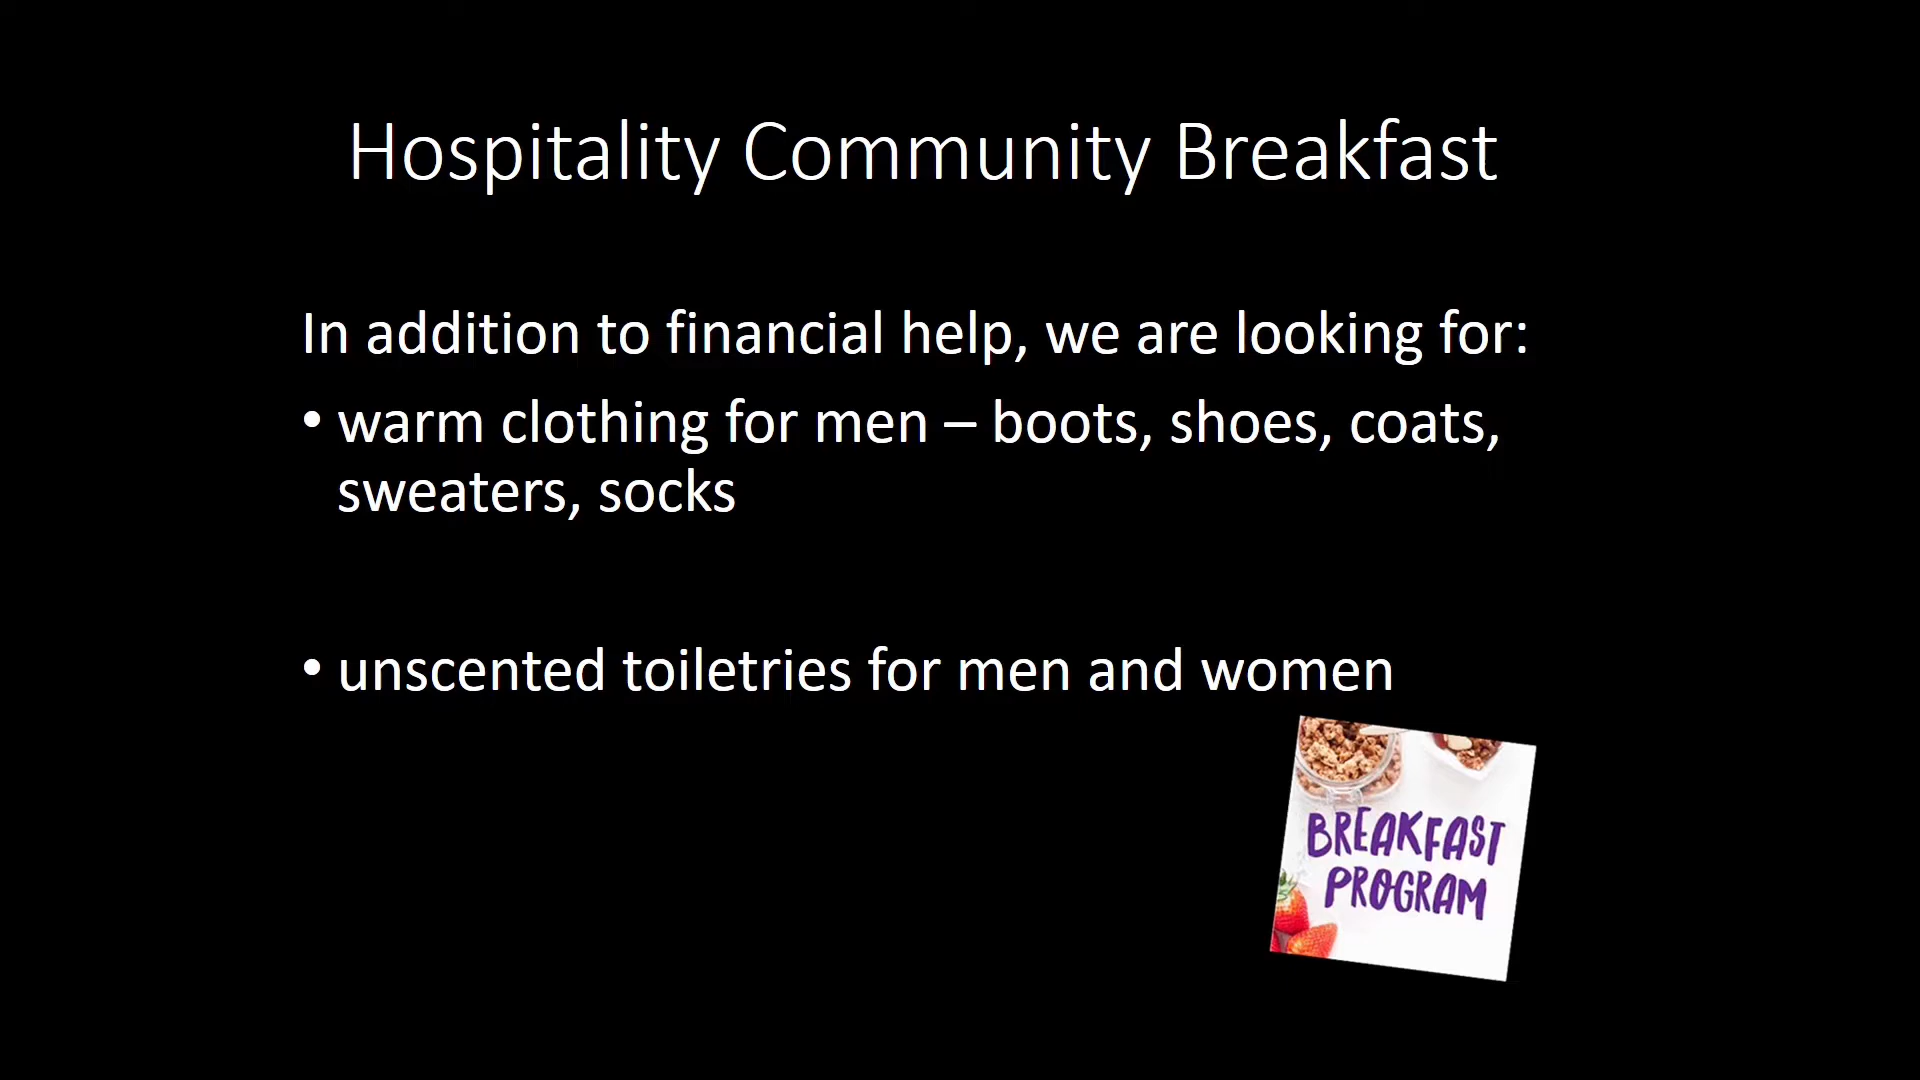 Hospitality Community Breakfast
In addition to financial help, we are looking for:
• warm clothing for men – boots, shoes, coats,
sweaters, socks
• unscented toiletries for men and women
BREAKFAST
PROGRAM